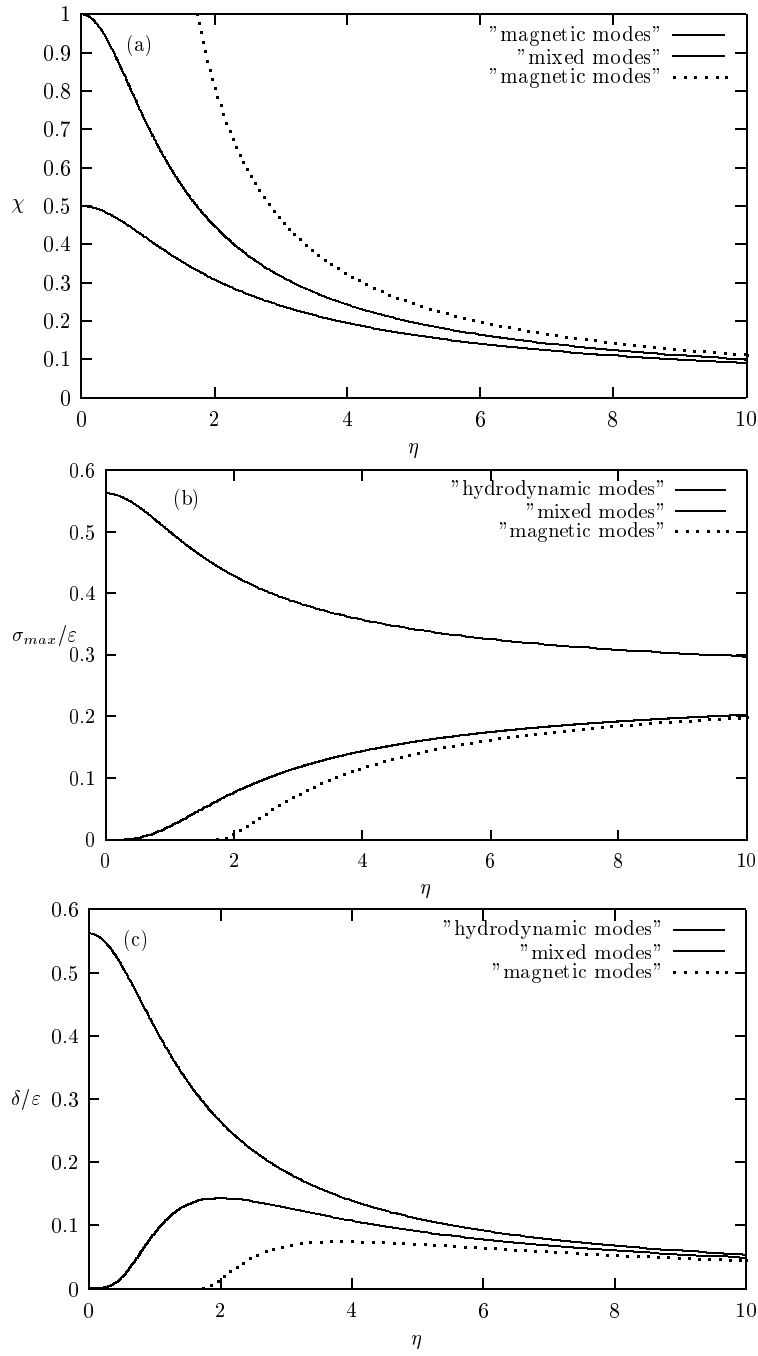 1
(a)
"magnetic modes"
0.9
"mixed modes"
"magnetic modes"
0.8
0.7
0.6
χ 0.5
0.4
0.3
0.2
0.1
0
0 2 4 6 8 10
η
0.6
(b)
"hydrodynamic modes"
"mixed modes"
0.5
"magnetic modes"
0.4
σmax/ε
0.3
0.2
0.1
0
0 2 4 6 8 10
η
0.6
(c)
"hydrodynamic modes"
"mixed modes"
0.5
"magnetic modes"
0.4
δ/ε 0.3
0.2
0.1
0
0 2 4 6 8 10
η